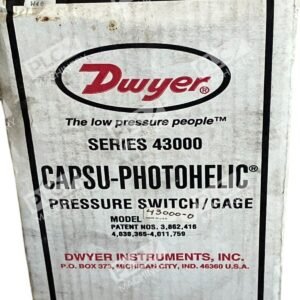 Dwyer®
The low pressure people™
SERIES 43000
CAPSU-PHOTOHELIC®
PRESSURE SWITCH/GAGE
MODEL 43000-0
PATENT NOS. 3,862,416
4,036,365-4,011,759
DWYER INSTRUMENTS, INC.
P.O. BOX 373, MICHIGAN CITY, IND. 46360 U.S.A.